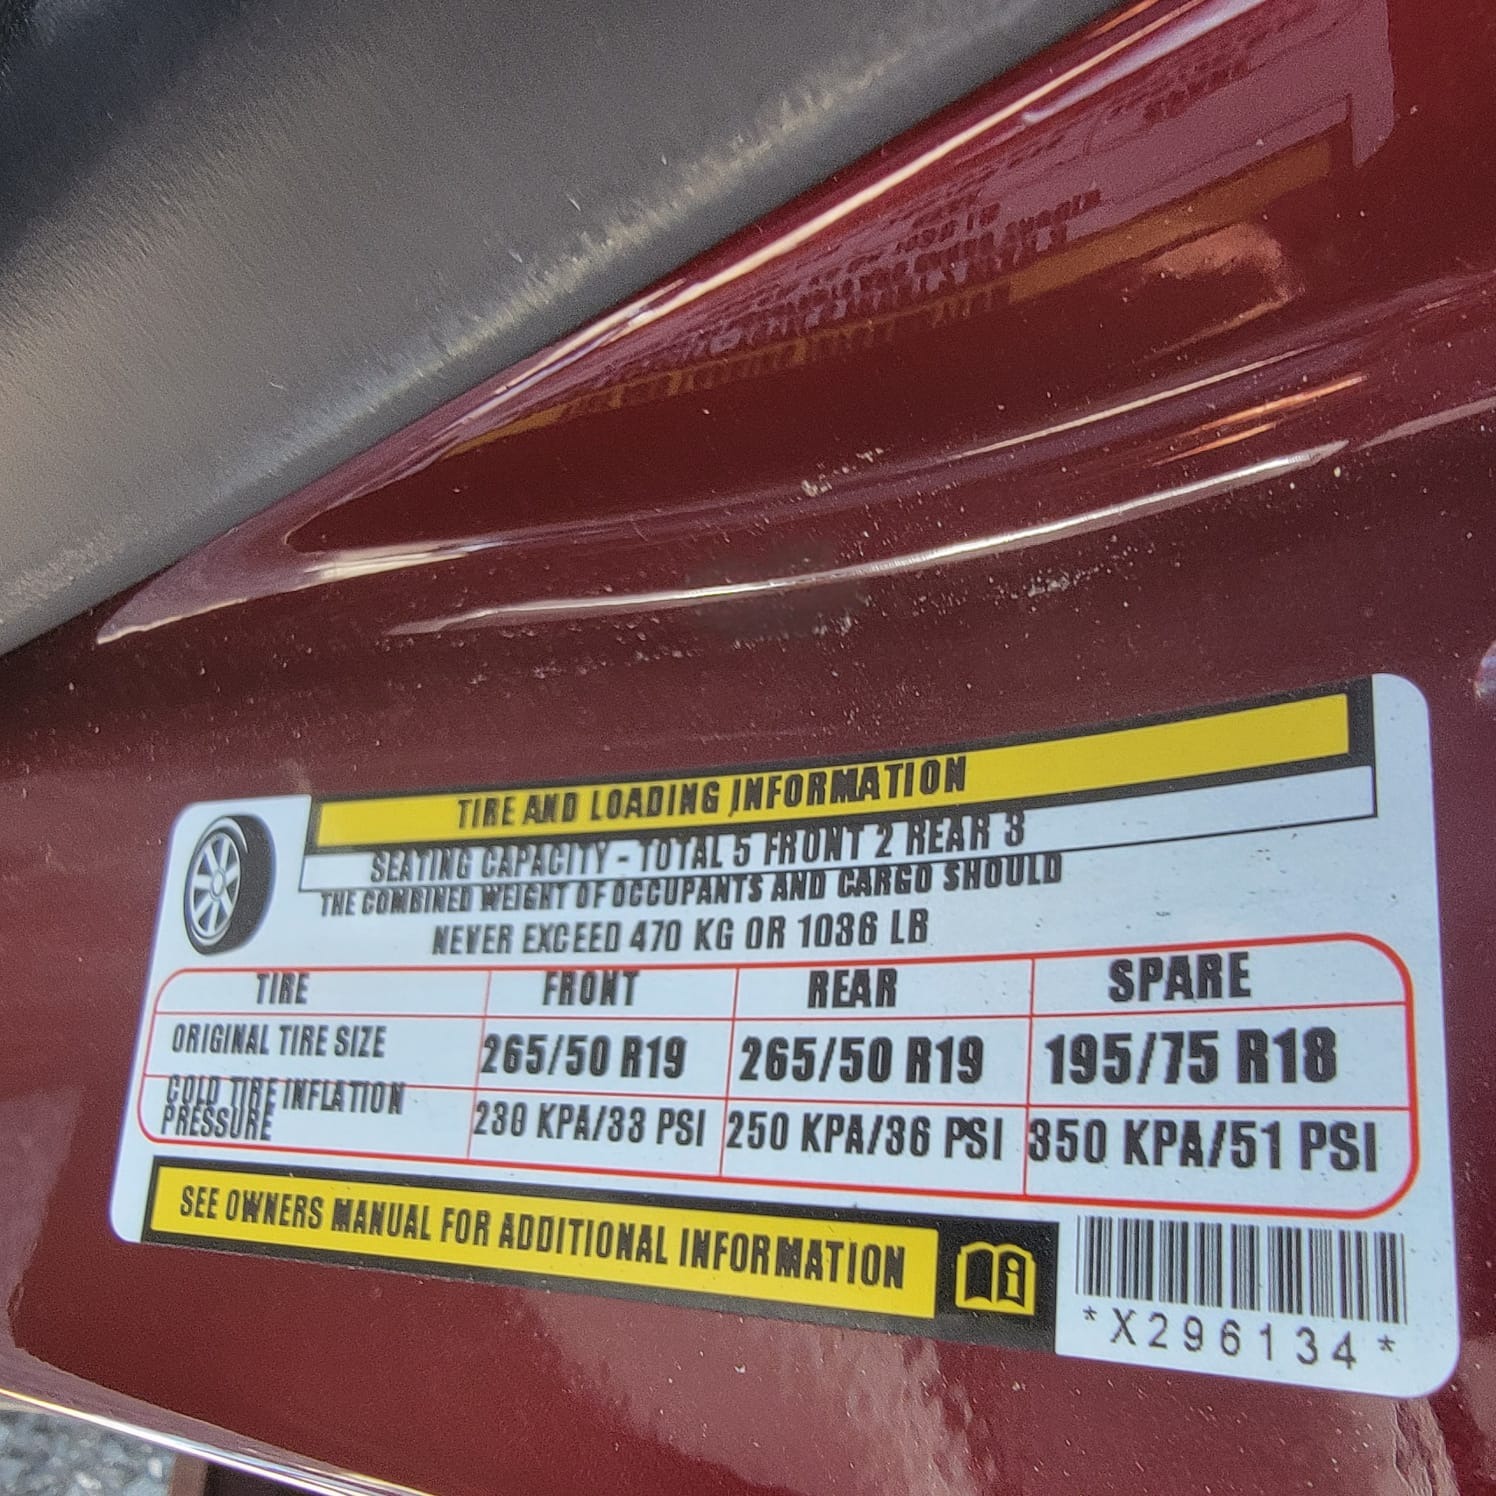 TIRE AND LOADING INFORMATION
SEATING CAPACITY - TOTAL 5 FRONT 2 REAR 3
THE COMBINED WEIGHT OF OCCUPANTS AND CARGO SHOULD
NEVER EXCEED 470 KG OR 1036 LB
TIRE FRONT REAR SPARE
ORIGINAL TIRE SIZE 265/50 R19 265/50 R19 195/75 R18
COLD TIRE INFLATION
PRESSURE 230 KPA/33 PSI 250 KPA/36 PSI 350 KPA/51 PSI
SEE OWNERS MANUAL FOR ADDITIONAL INFORMATION
*X296134*